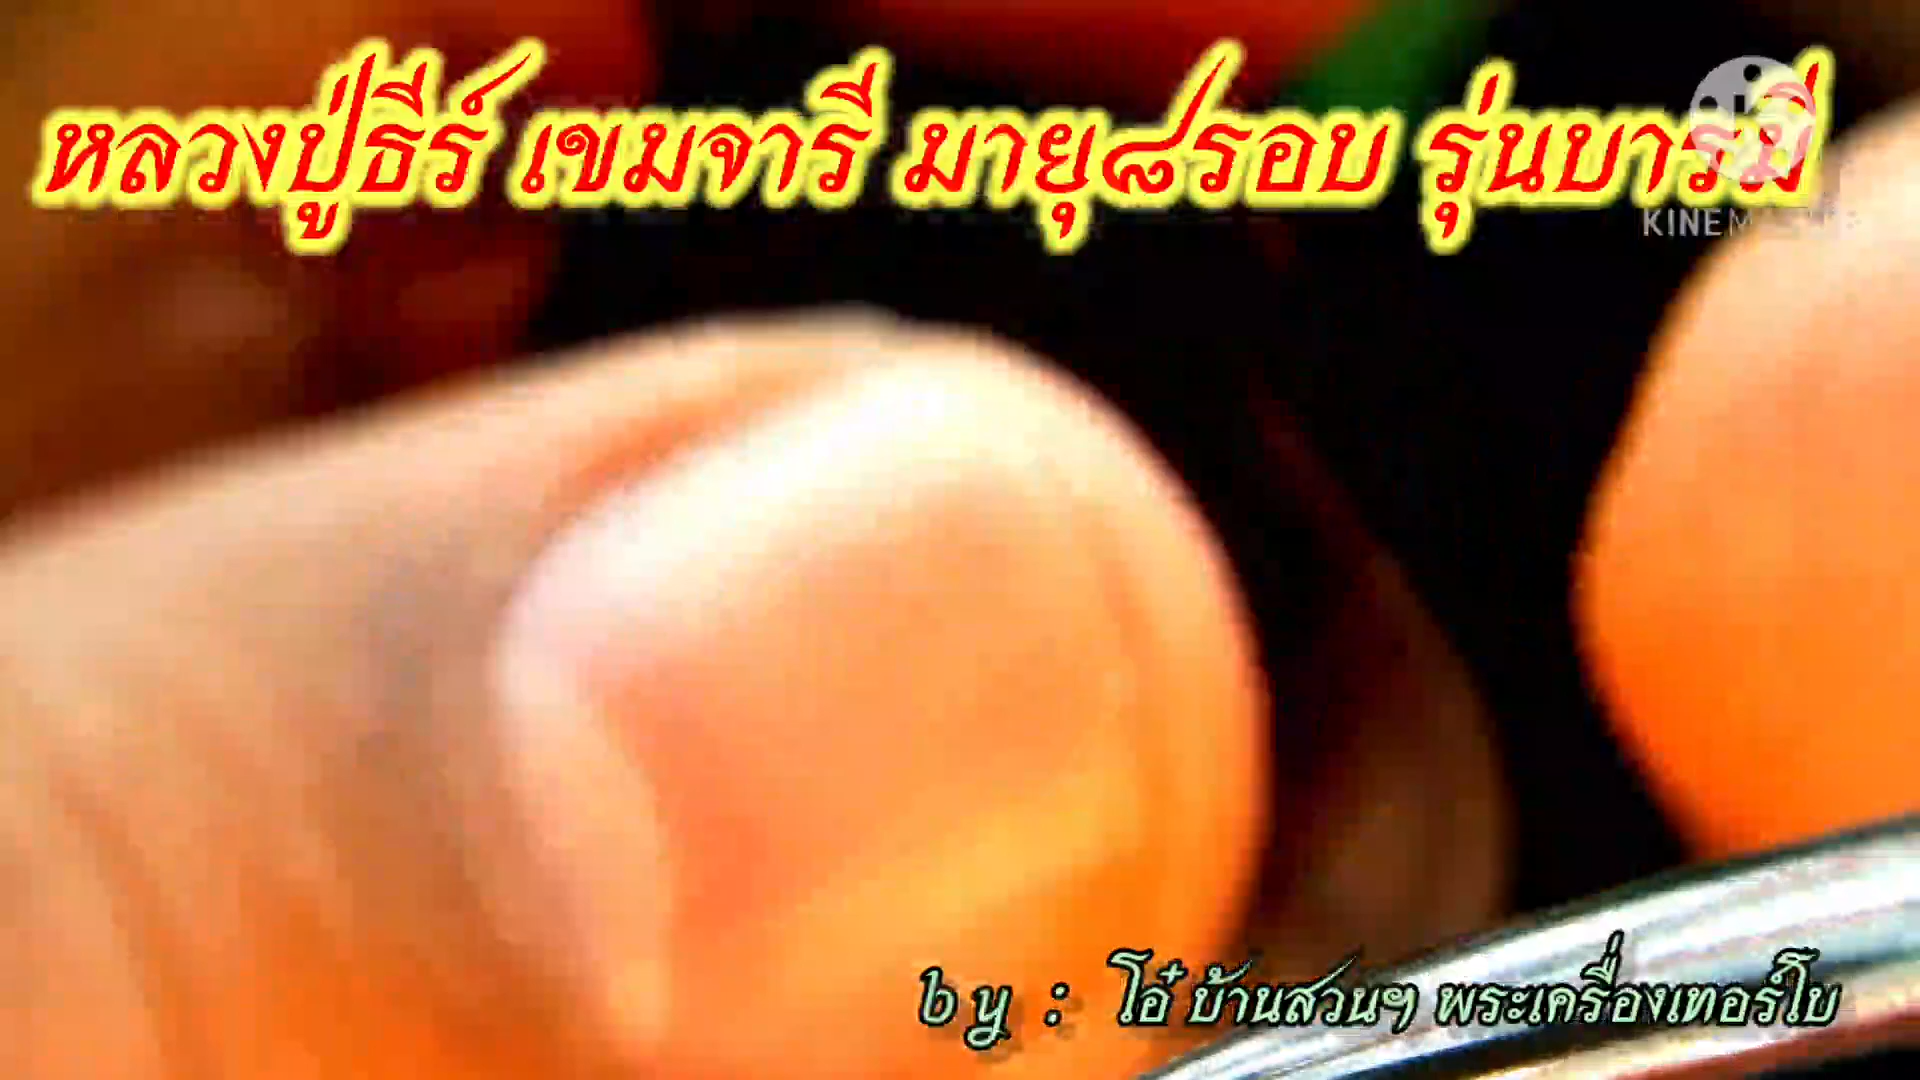 หลวงปู่ธีร์ เขมจารี มายุ๘รอบ รุ่นบารมี
KINEMASTER
by : โอ๋ บ้านสวนฯ พระเครื่องเทอร์โบ